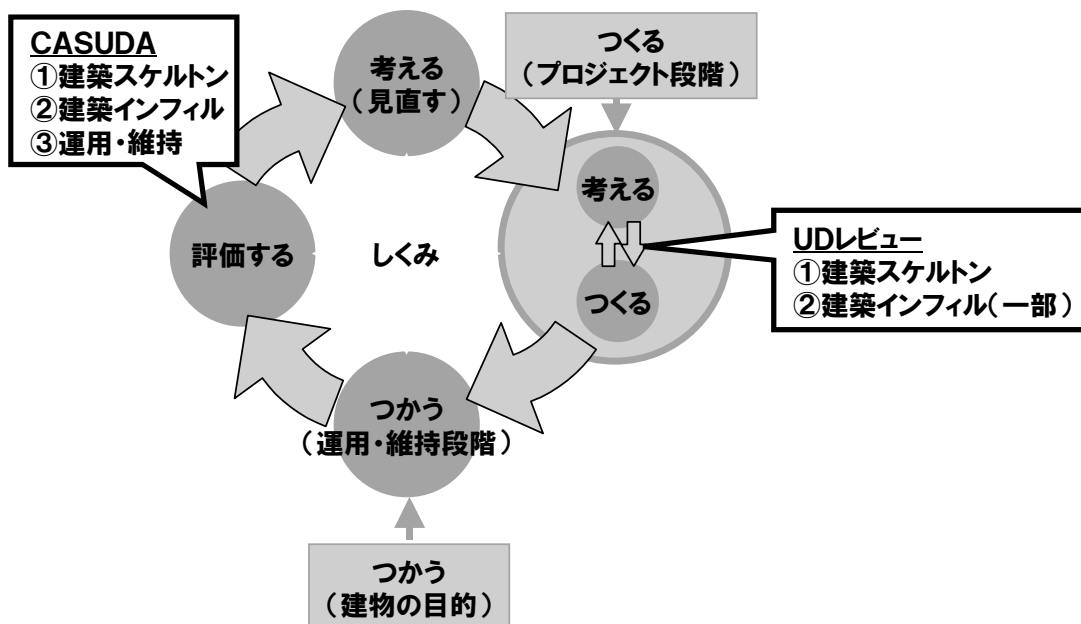 CASUDA
①建築スケルトン
②建築インフィル
③運用・維持
考える
（見直す）
つくる
（プロジェクト段階）
考える
つくる
UDレビュー
①建築スケルトン
②建築インフィル（一部）
評価する
しくみ
つかう
（運用・維持段階）
つかう
（建物の目的）